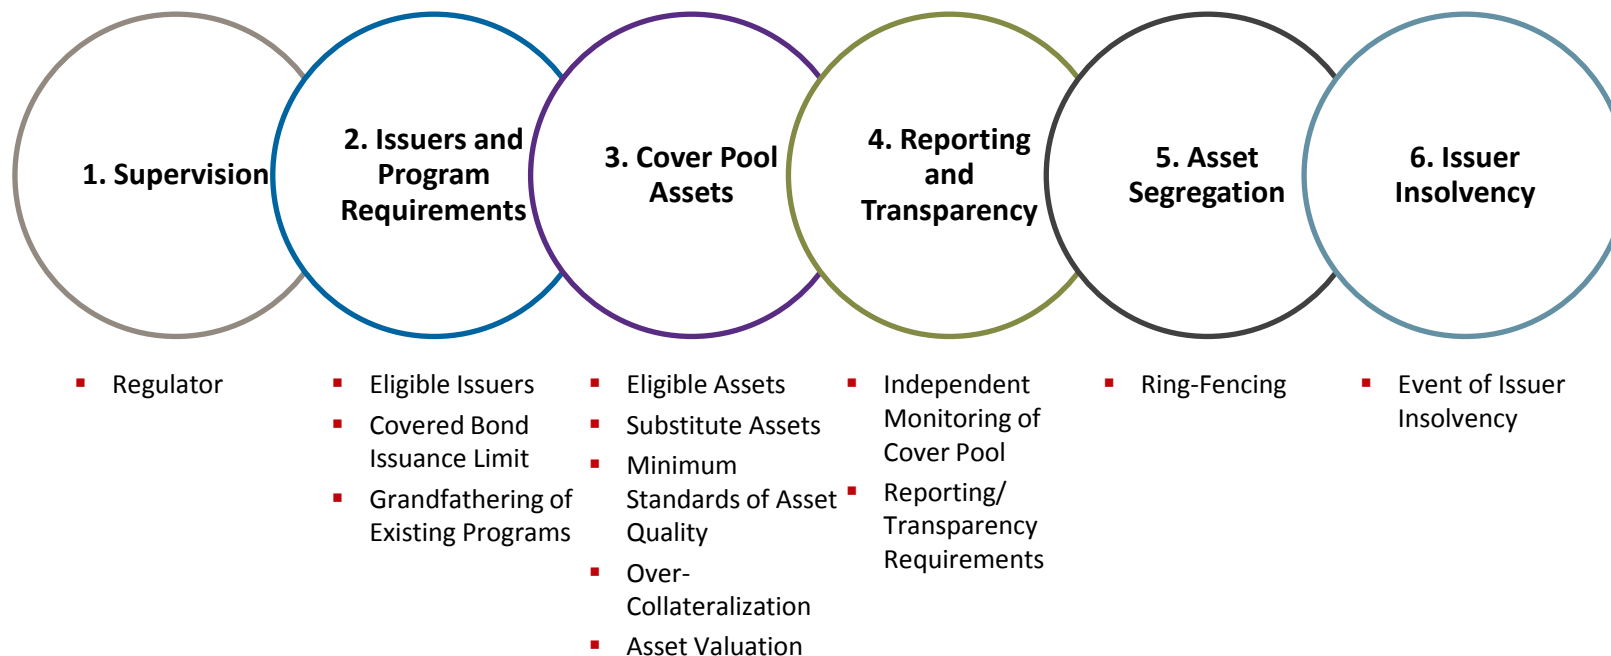 1. Supervision
2. Issuers and
Program
Requirements
3. Cover Pool
Assets
4. Reporting
and
Transparency
5. Asset
Segregation
6. Issuer
Insolvency
▪ Regulator
▪ Eligible Issuers
▪ Covered Bond
Issuance Limit
▪ Grandfathering of
Existing Programs
▪ Eligible Assets
▪ Substitute Assets
▪ Minimum
Standards of Asset
Quality
▪ Over-
Collateralization
▪ Asset Valuation
▪ Independent
Monitoring of
Cover Pool
▪ Reporting/
Transparency
Requirements
▪ Ring-Fencing
▪ Event of Issuer
Insolvency